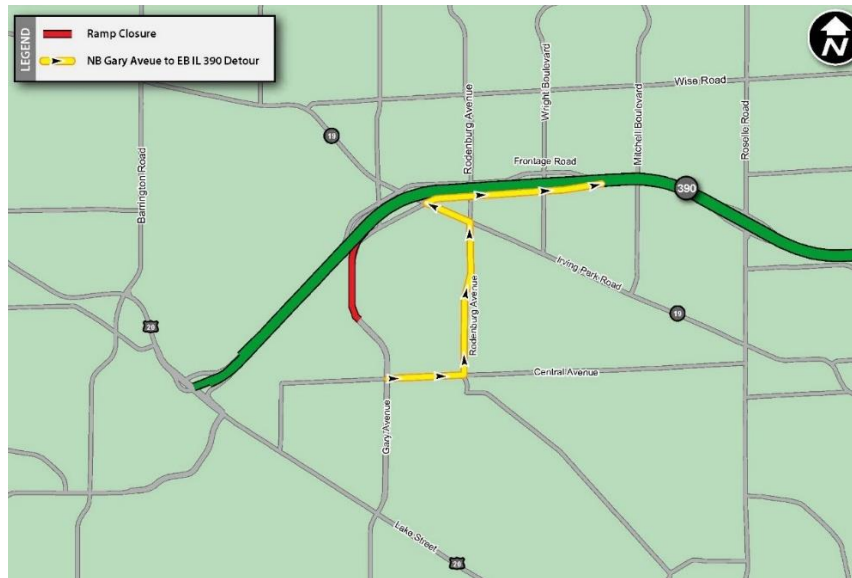 LEGEND
Ramp Closure
NB Gary Aveue to EB IL 390 Detour
N
Wise Road
19
Rodenburg Avenue
Wright Boulevard
Mitchell Boulevard
Roselle Road
Barrington Road
Frontage Road
390
Irving Park Road
19
20
Rodenburg Avenue
Central Avenue
Gary Avenue
Lake Street
20